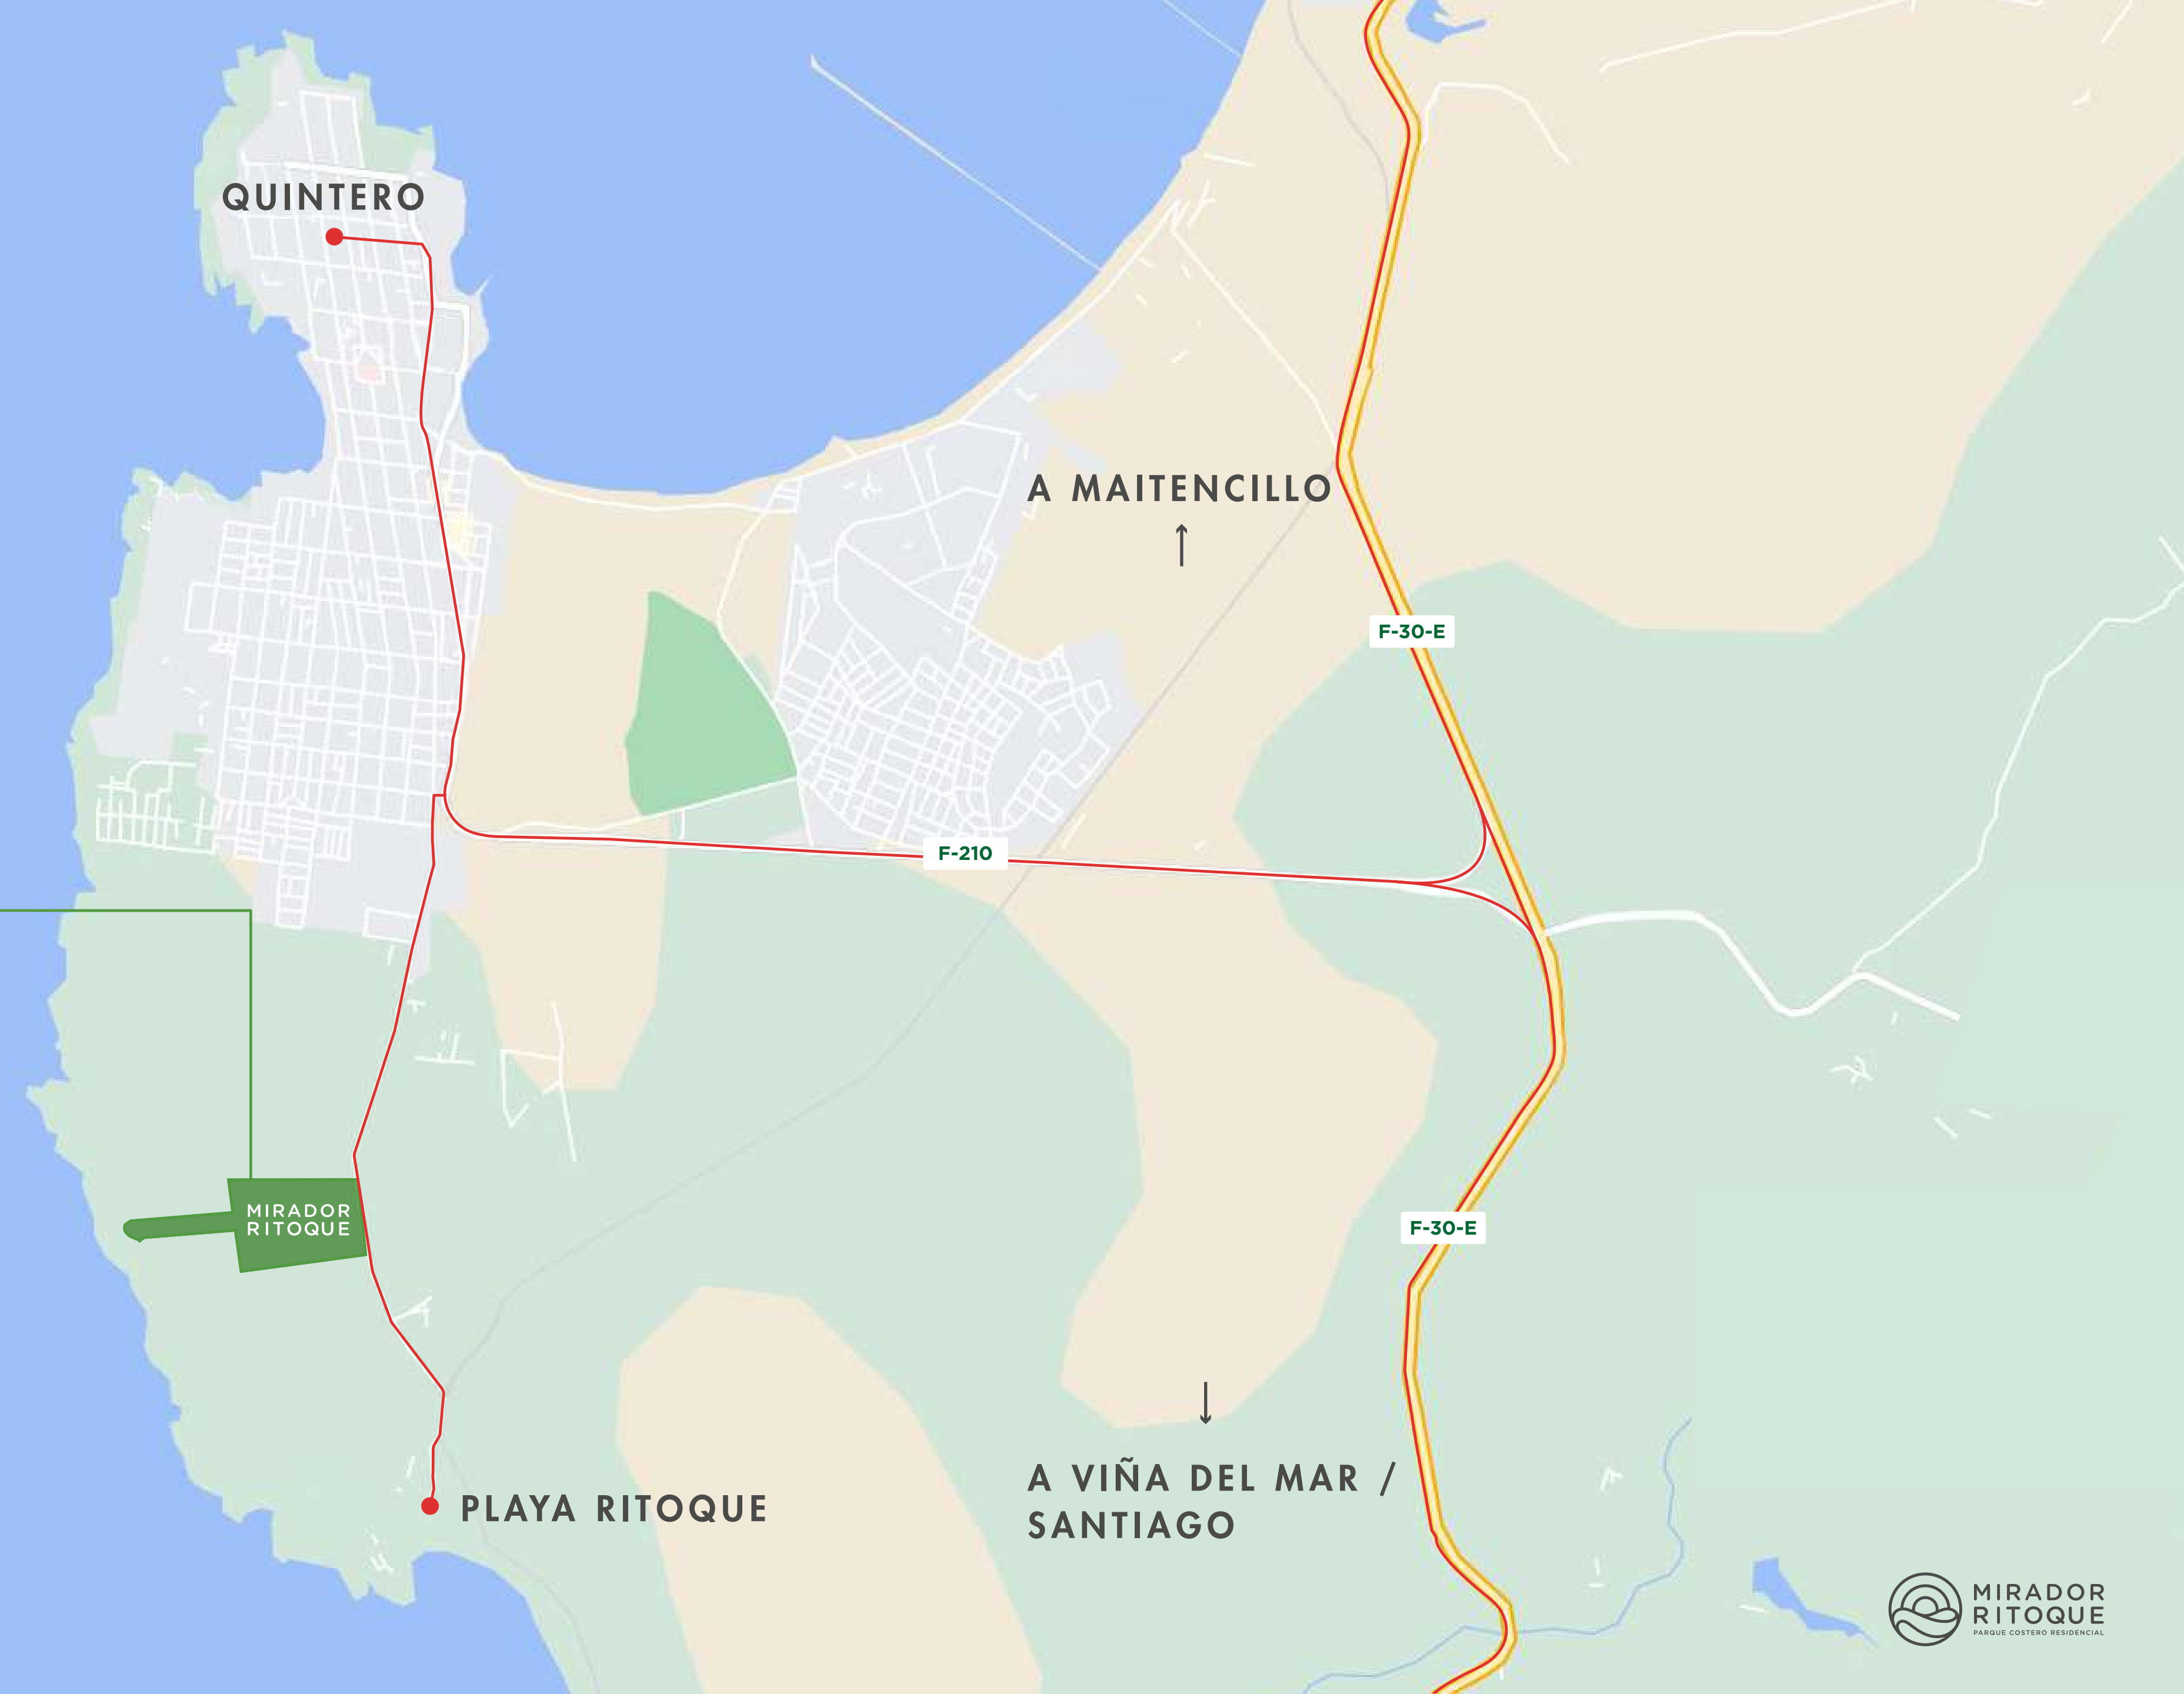 QUINTERO
A MAITENCILLO
↑
F-30-E
F-210
MIRADOR
RITOQUE
F-30-E
↓
A VIÑA DEL MAR /
SANTIAGO
PLAYA RITOQUE
MIRADOR
RITOQUE
PARQUE COSTERO RESIDENCIAL